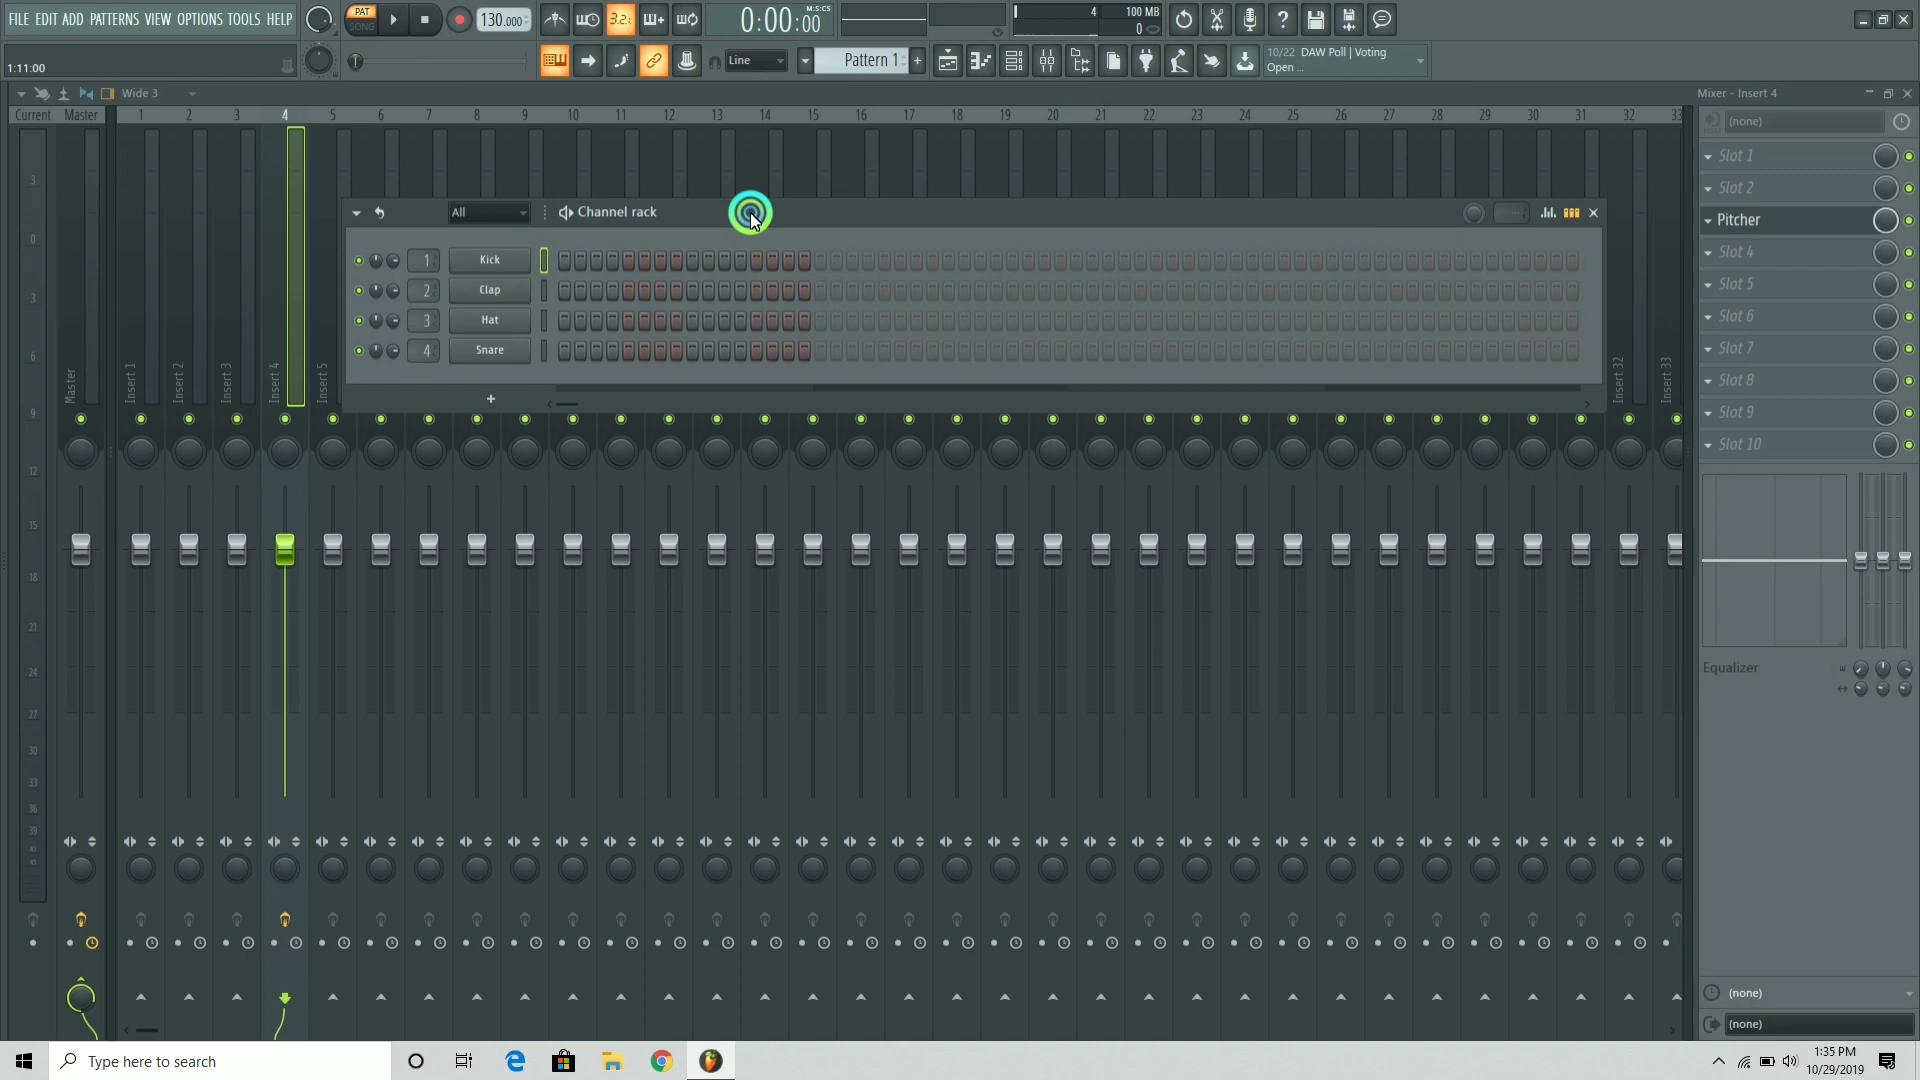 FILE EDIT ADD PATTERNS VIEW OPTIONS TOOLS HELP
PAT
SONG
130.000
3.2.1
0:00:00
M:S:CS
4
100 MB
0
1:11:00
Line
Pattern 1
10/22 DAW Poll | Voting
Open ...
Wide 3
Mixer - Insert 4
Current Master 1 2 3 4 5 6 7 8 9 10 11 12 13 14 15 16 17 18 19 20 21 22 23 24 25 26 27 28 29 30 31 32 33
(none)
Slot 1
Slot 2
Pitcher
Slot 4
Slot 5
Slot 6
Slot 7
Slot 8
Slot 9
Slot 10
All
Channel rack
1 Kick
2 Clap
3 Hat
4 Snare
+
Master
Insert 1
Insert 2
Insert 3
Insert 4
Insert 5
Insert 32
Insert 33
3
0
3
6
9
12
15
18
21
24
27
30
33
36
39
Equalizer
(none)
(none)
Type here to search
1:35 PM
10/29/2019